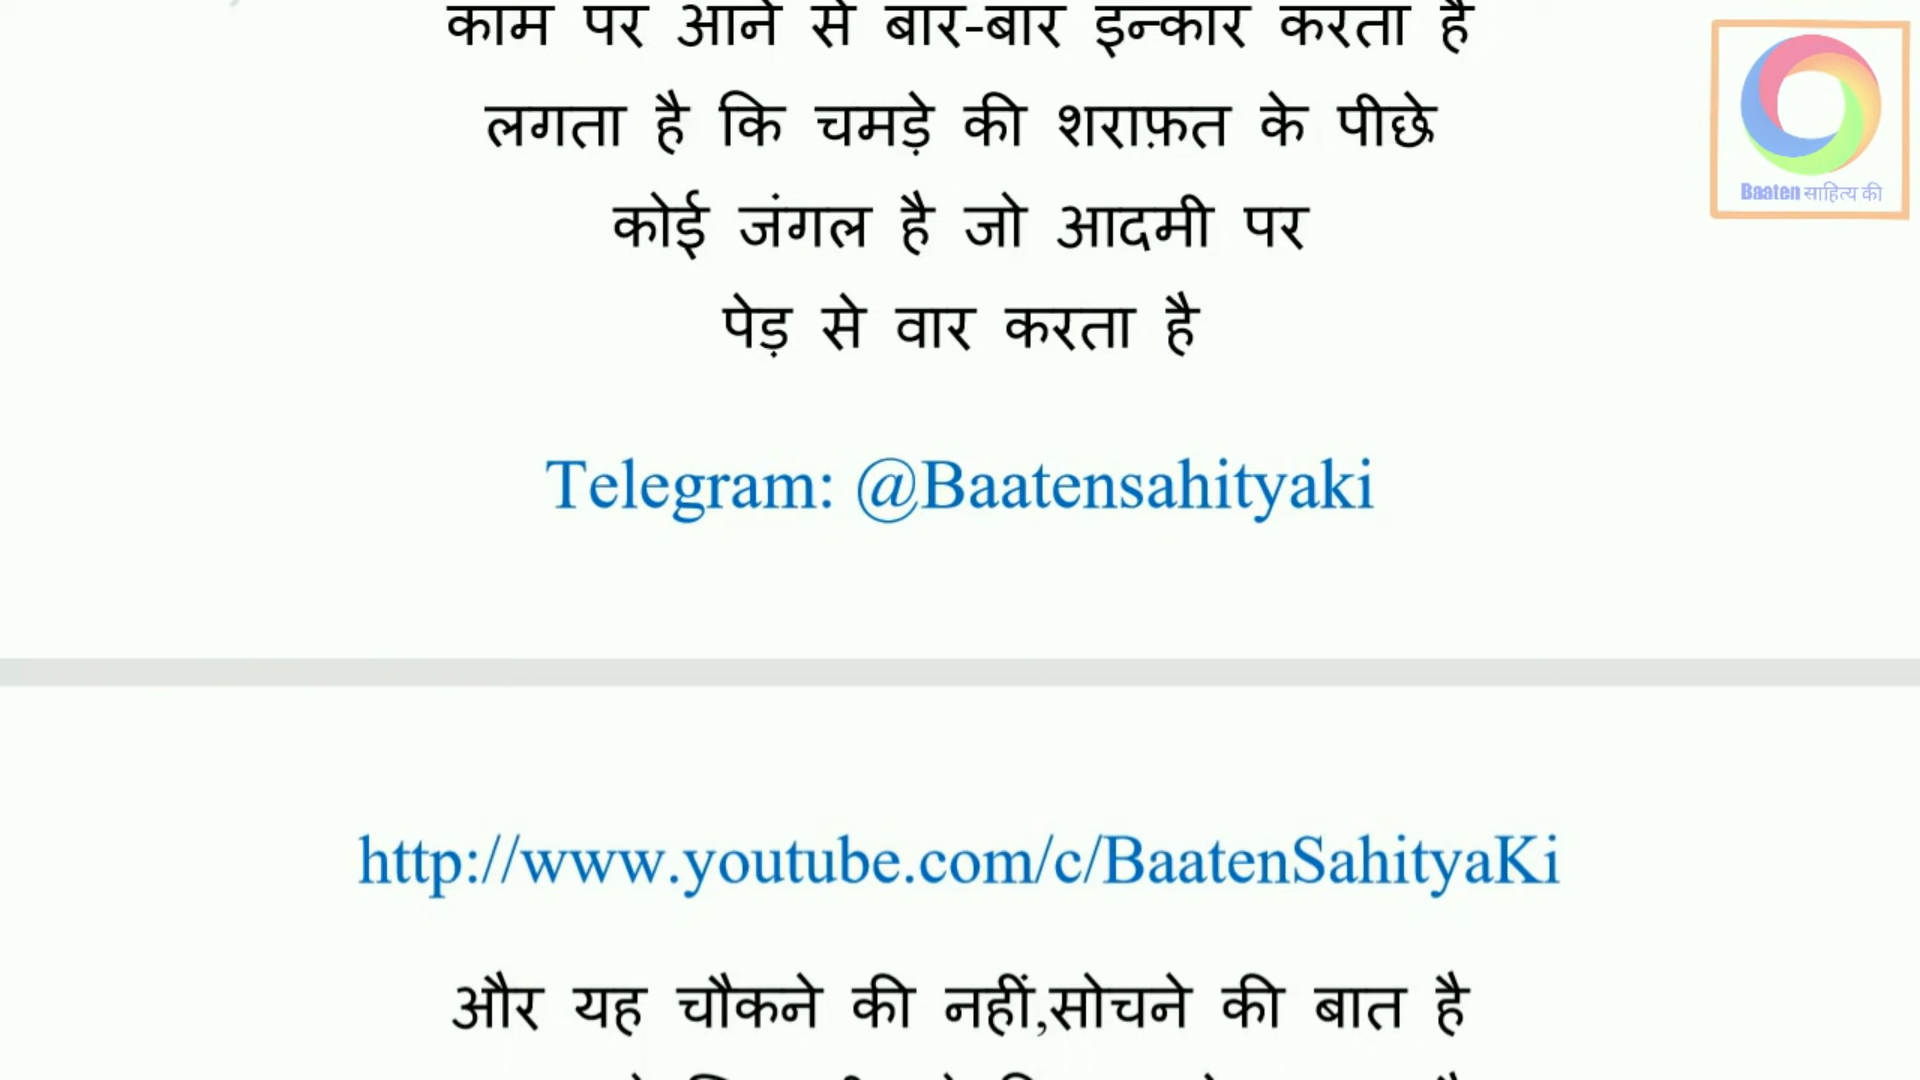 काम पर आने से बार-बार इन्कार करता है
लगता है कि चमड़े की शराफ़त के पीछे
कोई जंगल है जो आदमी पर
पेड़ से वार करता है
Baaten साहित्य की
Telegram: @Baatensahityaki
http://www.youtube.com/c/BaatenSahityaKi
और यह चौकने की नहीं,सोचने की बात है